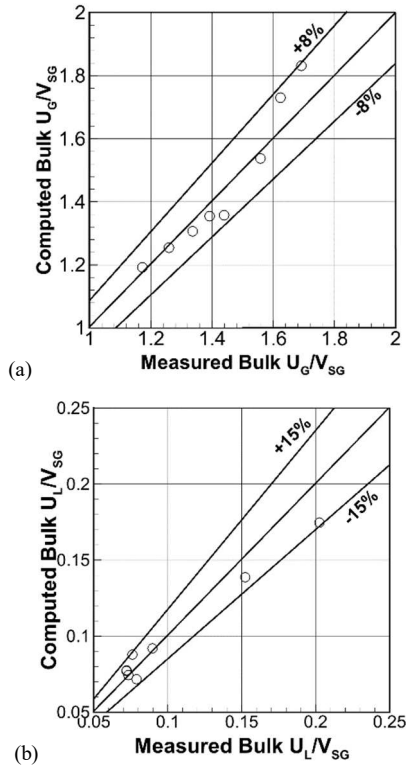 2
+8%
1.8
-8%
1.6
1.4
1.2
1
1 1.2 1.4 1.6 1.8 2
Computed Bulk U_G/V_SG
Measured Bulk U_G/V_SG
(a)
0.25
+15%
0.2
-15%
0.15
0.1
0.05
0.05 0.1 0.15 0.2 0.25
Computed Bulk U_L/V_SG
Measured Bulk U_L/V_SG
(b)